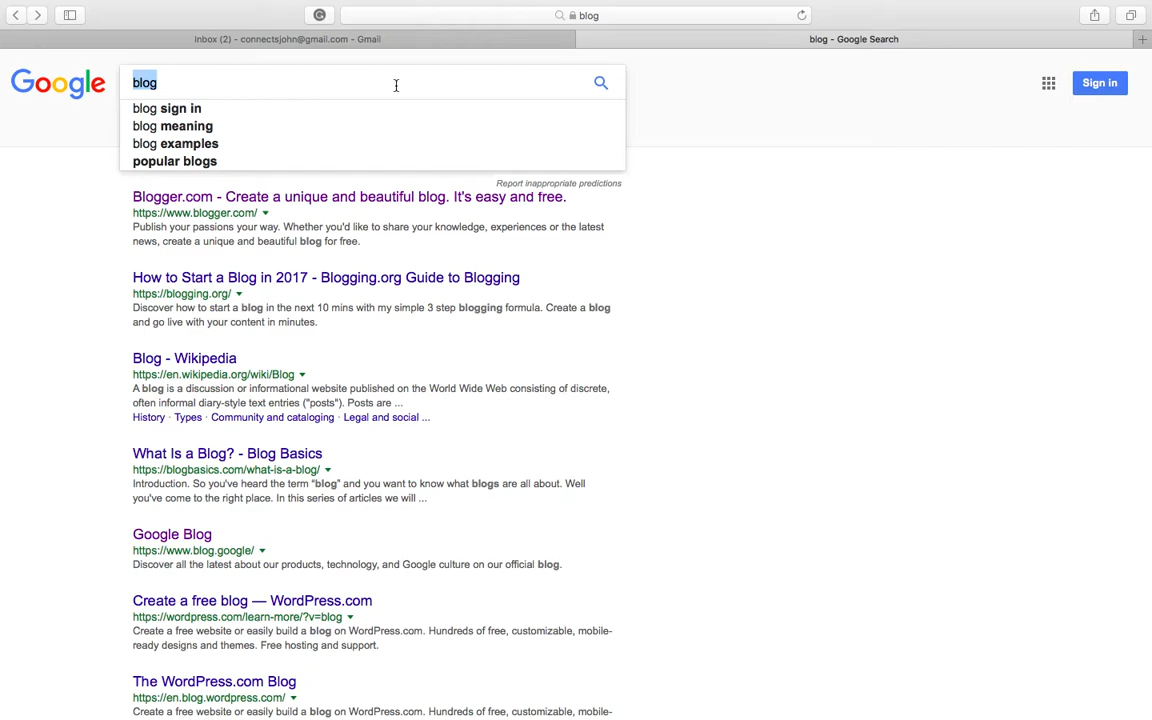 blog
Inbox (2) - connectsjohn@gmail.com - Gmail
blog - Google Search
Google
blog
Sign in
blog sign in
blog meaning
blog examples
popular blogs
Report inappropriate predictions
Blogger.com - Create a unique and beautiful blog. It's easy and free.
https://www.blogger.com/
Publish your passions your way. Whether you'd like to share your knowledge, experiences or the latest
news, create a unique and beautiful blog for free.
How to Start a Blog in 2017 - Blogging.org Guide to Blogging
https://blogging.org/
Discover how to start a blog in the next 10 mins with my simple 3 step blogging formula. Create a blog
and go live with your content in minutes.
Blog - Wikipedia
https://en.wikipedia.org/wiki/Blog
A blog is a discussion or informational website published on the World Wide Web consisting of discrete,
often informal diary-style text entries ("posts"). Posts are ...
History · Types · Community and cataloging · Legal and social ...
What Is a Blog? - Blog Basics
https://blogbasics.com/what-is-a-blog/
Introduction. So you've heard the term “blog” and you want to know what blogs are all about. Well
you've come to the right place. In this series of articles we will ...
Google Blog
https://www.blog.google/
Discover all the latest about our products, technology, and Google culture on our official blog.
Create a free blog — WordPress.com
https://wordpress.com/learn-more/?v=blog
Create a free website or easily build a blog on WordPress.com. Hundreds of free, customizable, mobile-
ready designs and themes. Free hosting and support.
The WordPress.com Blog
https://en.blog.wordpress.com/
Create a free website or easily build a blog on WordPress.com. Hundreds of free, customizable, mobile-